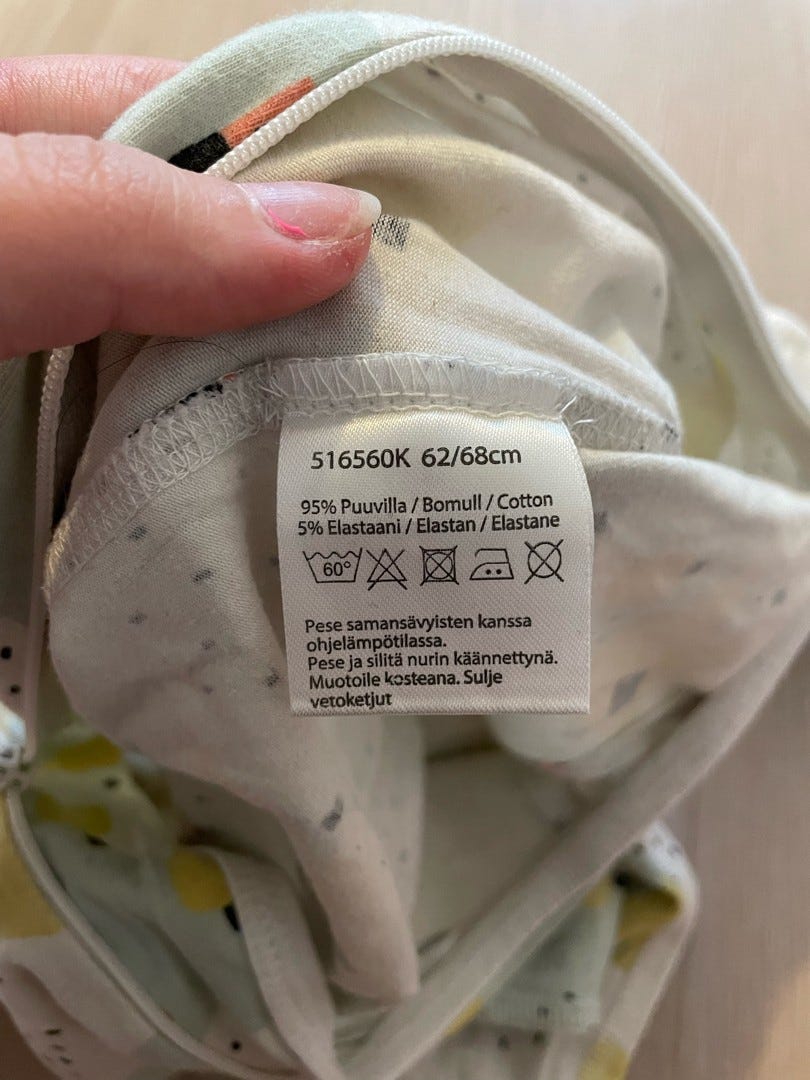 516560K 62/68cm
95% Puuvilla / Bomull / Cotton
5% Elastaani / Elastan / Elastane
60°
Pese samansävyisten kanssa
ohjelämpötilassa.
Pese ja silitä nurin käännettynä.
Muotoile kosteana. Sulje
vetoketjut